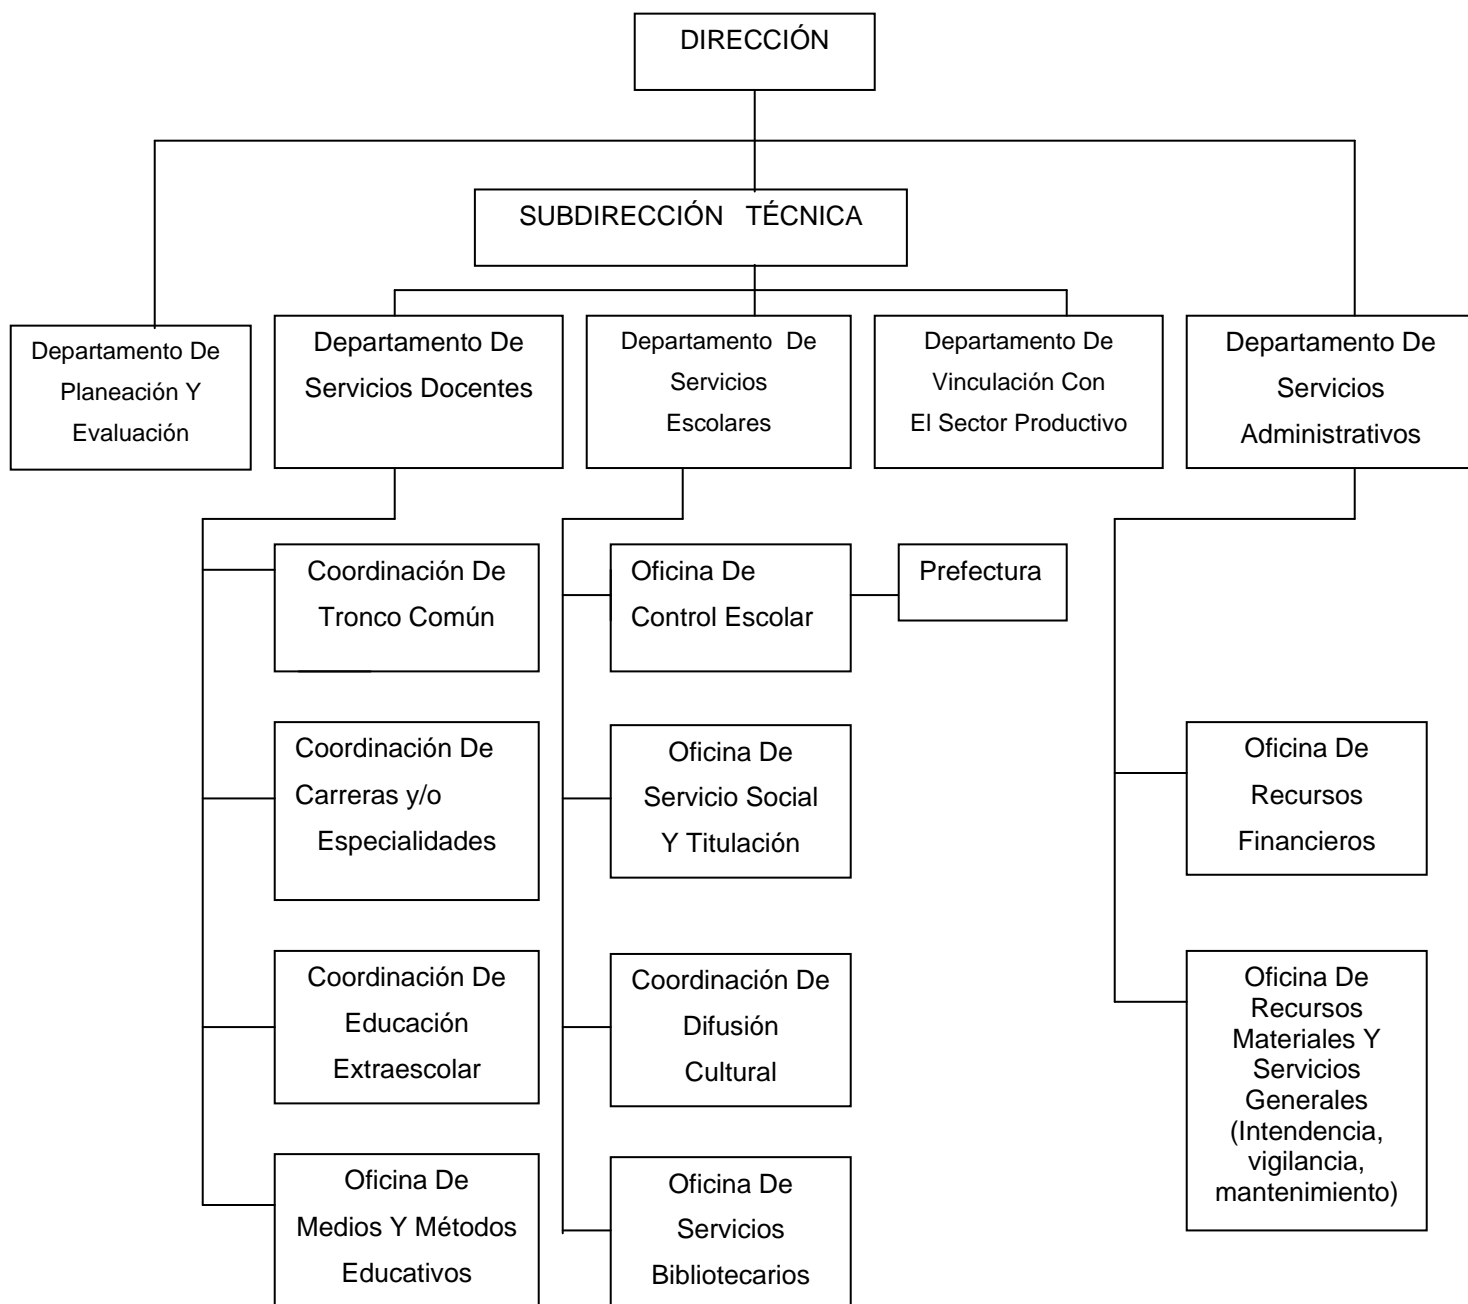 DIRECCIÓN
SUBDIRECCIÓN TÉCNICA
Departamento De
Planeación Y
Evaluación
Departamento De
Servicios Docentes
Departamento De
Servicios
Escolares
Departamento De
Vinculación Con
El Sector Productivo
Departamento De
Servicios
Administrativos
Coordinación De
Tronco Común
Oficina De
Control Escolar
Prefectura
Coordinación De
Carreras y/o
Especialidades
Oficina De
Servicio Social
Y Titulación
Oficina De
Recursos
Financieros
Coordinación De
Educación
Extraescolar
Coordinación De
Difusión
Cultural
Oficina De
Recursos
Materiales Y
Servicios
Generales
(Intendencia,
vigilancia,
mantenimiento)
Oficina De
Medios Y Métodos
Educativos
Oficina De
Servicios
Bibliotecarios